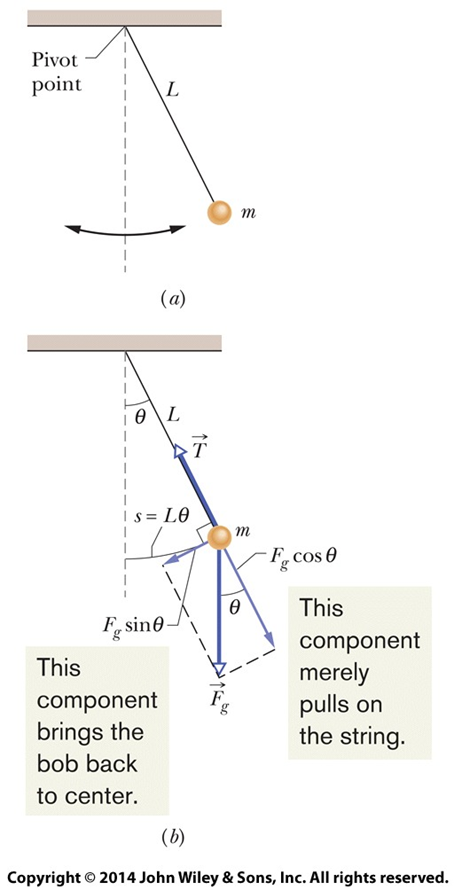 Pivot
point
L
m
(a)
θ
L
T
s = Lθ
m
F_g cos θ
θ
F_g sinθ
F_g
This
component
merely
pulls on
the string.
This
component
brings the
bob back
to center.
(b)
Copyright © 2014 John Wiley & Sons, Inc. All rights reserved.